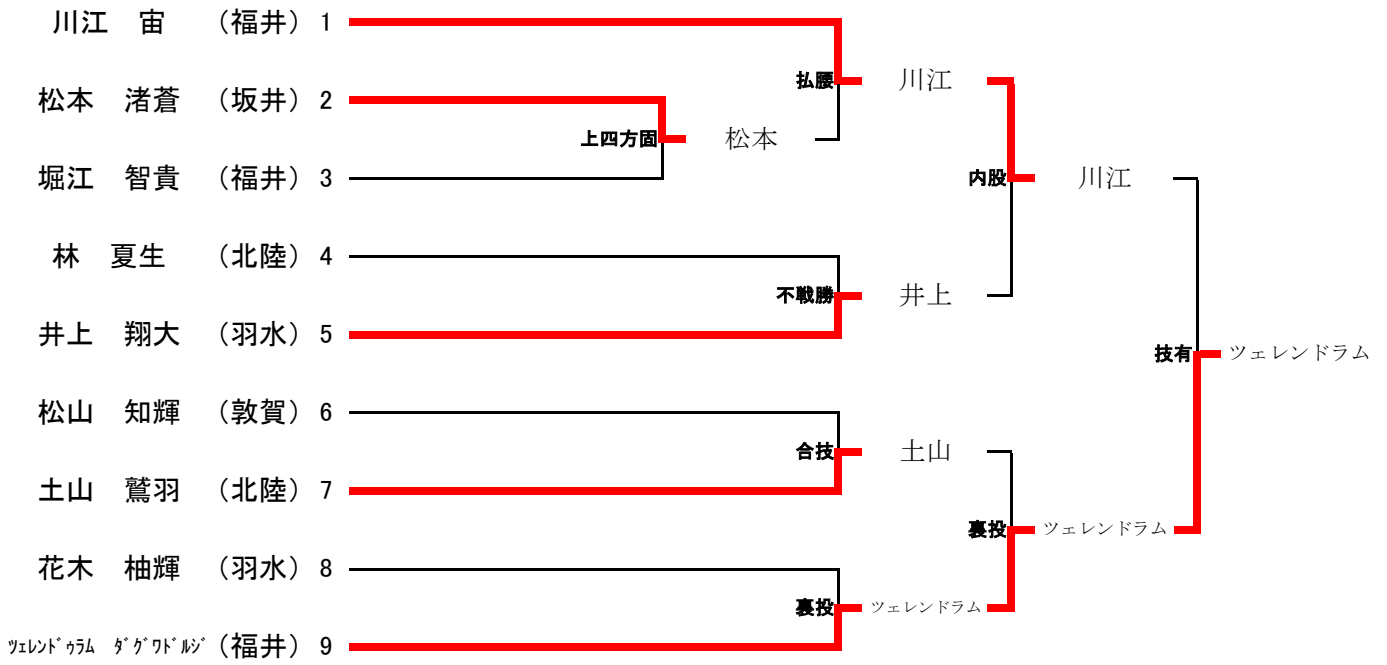 川江　宙　（福井）1
払腰　川江
松本　渚蒼　（坂井）2
上四方固　松本
堀江　智貴　（福井）3
内股　川江
林　夏生　（北陸）4
不戦勝　井上
井上　翔大　（羽水）5
技有　ツェレンドラム
松山　知輝　（敦賀）6
合技　土山
土山　鷲羽　（北陸）7
裏投　ツェレンドラム
花木　柚輝　（羽水）8
裏投　ツェレンドラム
ﾂｪﾚﾝﾄﾞｩﾗﾑ　ﾀﾞｸﾞﾜﾄﾞﾙｼﾞ（福井）9